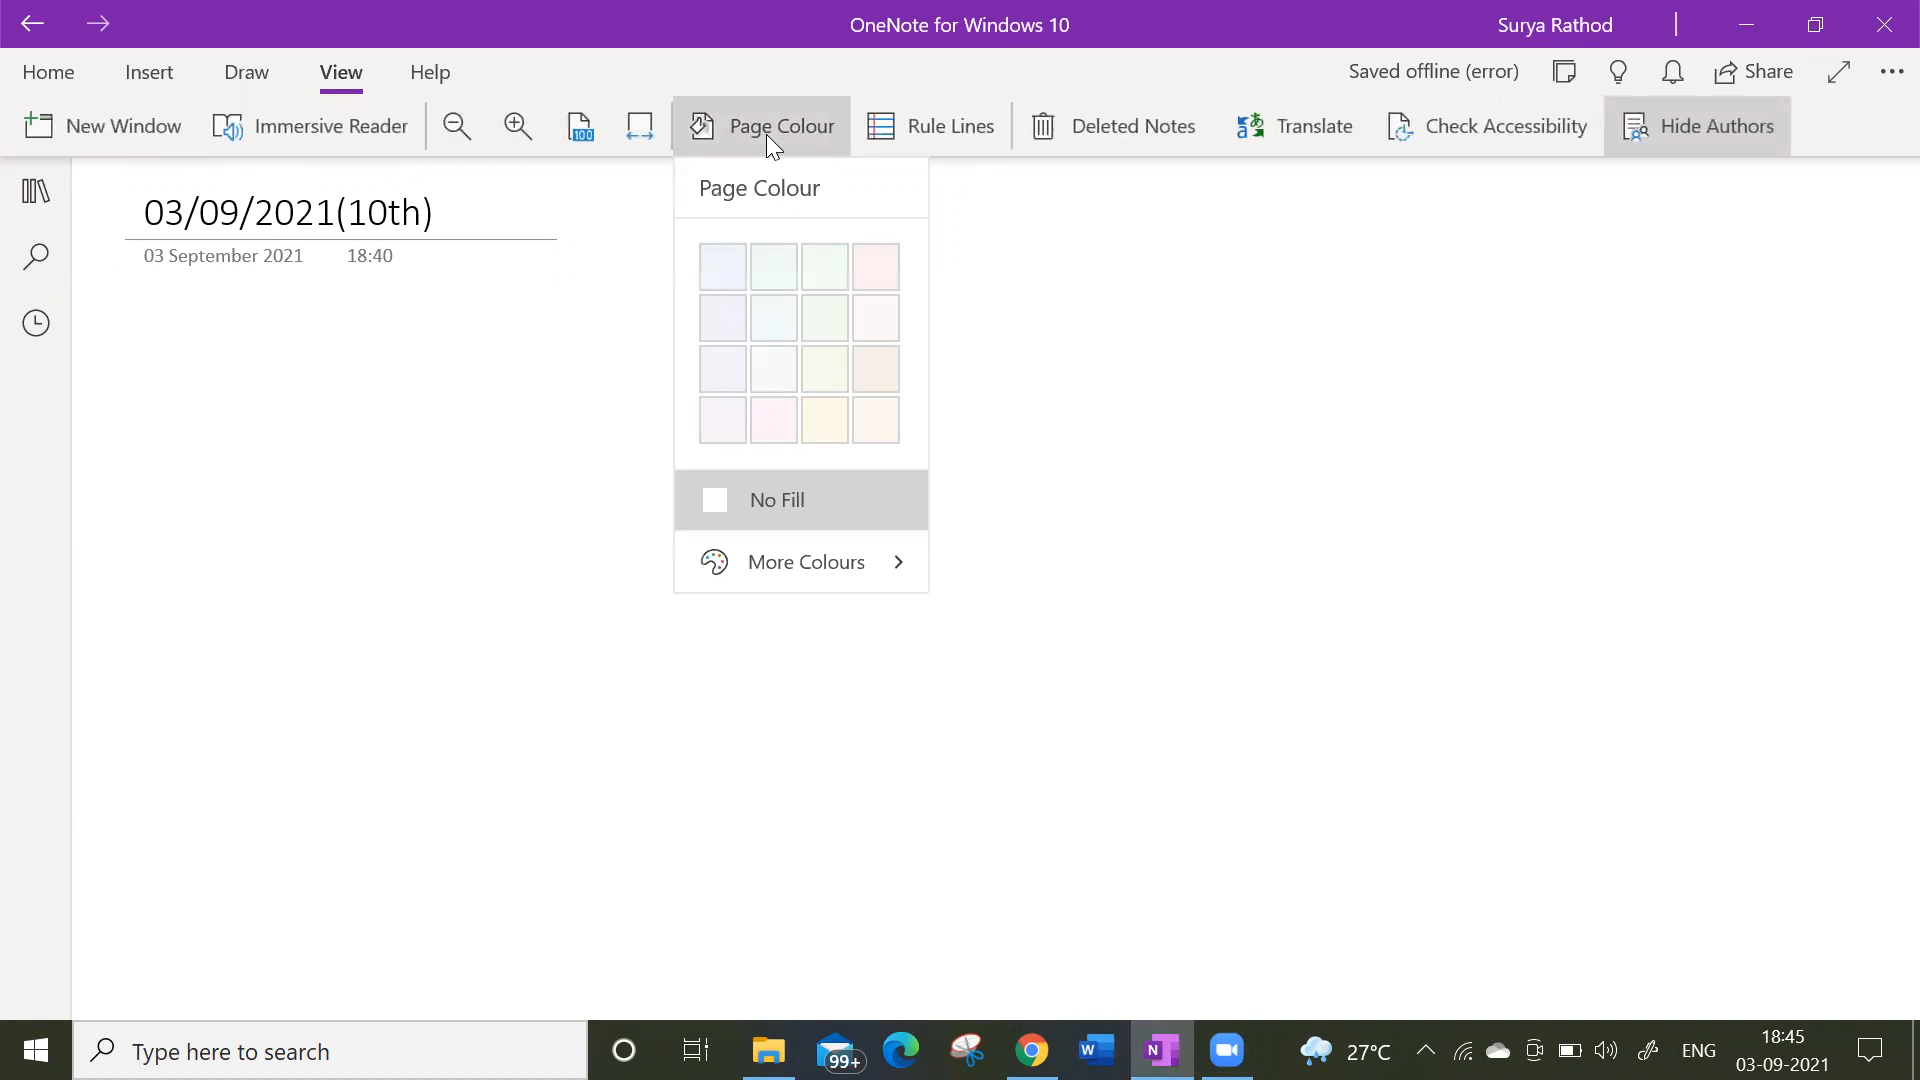 OneNote for Windows 10
Surya Rathod
Home
Insert
Draw
View
Help
Saved offline (error)
Share
New Window
Immersive Reader
100
Page Colour
Rule Lines
Deleted Notes
Translate
Check Accessibility
Hide Authors
03/09/2021(10th)
03 September 2021 18:40
Page Colour
No Fill
More Colours
Type here to search
99+
W
N
27°C
ENG
18:45
03-09-2021